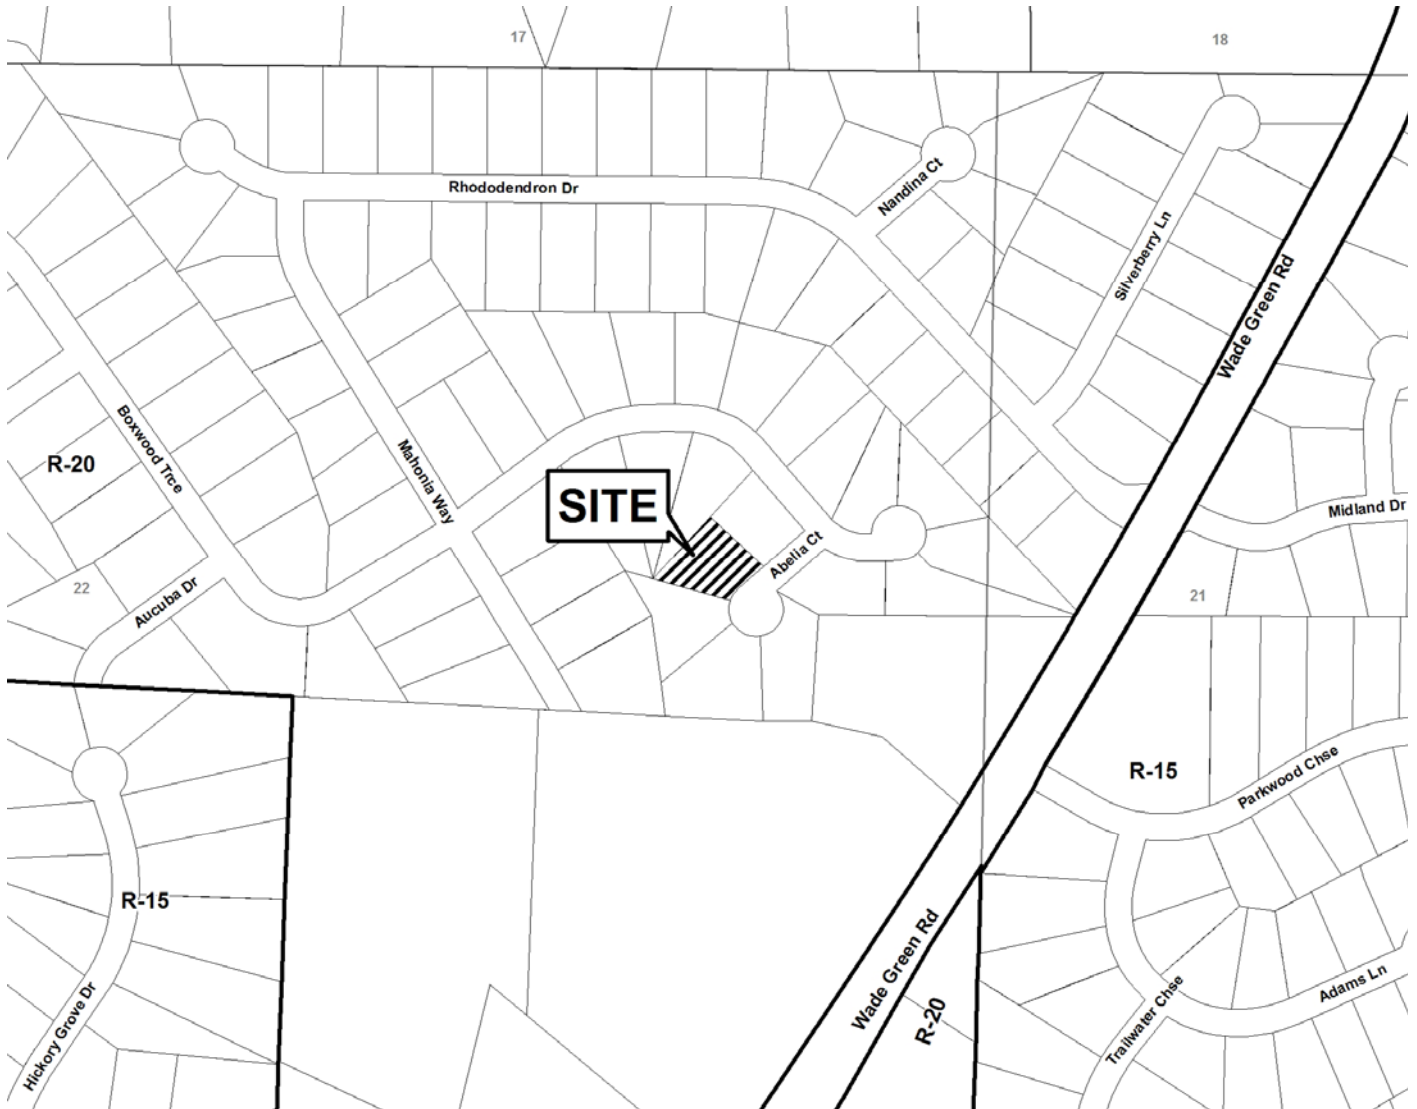 17
18
Rhododendron Dr
Nandina Ct
Silverberry Ln
Wade Green Rd
Boxwood Trce
Mahonia Way
R-20
SITE
Midland Dr
Abelia Ct
22
Aucuba Dr
21
R-15
Parkwood Chse
R-15
Wade Green Rd
R-20
Adams Ln
Trailwater Chse
Hickory Grove Dr